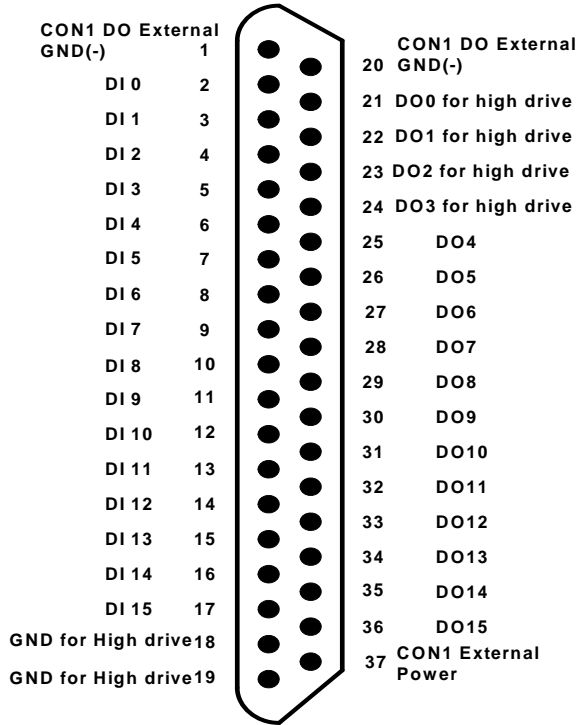 CON1 DO External
GND(-) 1
DI 0 2
DI 1 3
DI 2 4
DI 3 5
DI 4 6
DI 5 7
DI 6 8
DI 7 9
DI 8 10
DI 9 11
DI 10 12
DI 11 13
DI 12 14
DI 13 15
DI 14 16
DI 15 17
GND for High drive 18
GND for High drive 19
CON1 DO External
20 GND(-)
21 DO0 for high drive
22 DO1 for high drive
23 DO2 for high drive
24 DO3 for high drive
25 DO4
26 DO5
27 DO6
28 DO7
29 DO8
30 DO9
31 DO10
32 DO11
33 DO12
34 DO13
35 DO14
36 DO15
37 CON1 External
Power